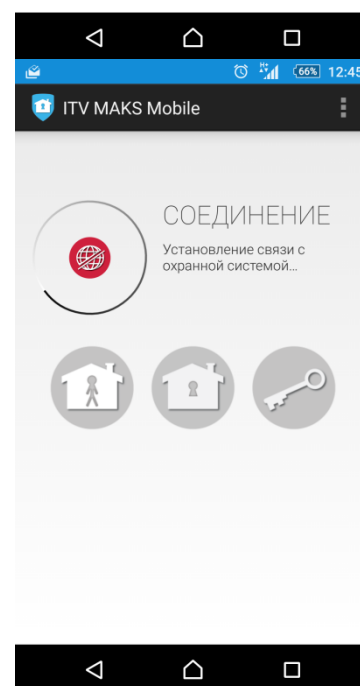 H+
66%
12:45
ITV MAKS Mobile
СОЕДИНЕНИЕ
Установление связи с
охранной системой...